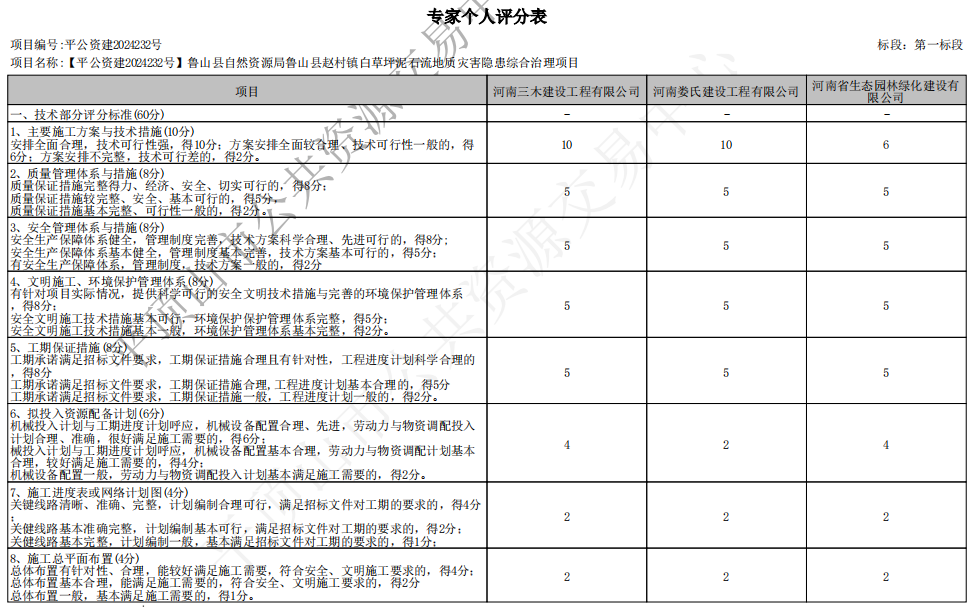 专家个人评分表
项目编号:平公资建2024232号 标段：第一标段
项目名称:【平公资建2024232号】鲁山县自然资源局鲁山县赵村镇白草坪泥石流地质灾害隐患综合治理项目
项目 河南三木建设工程有限公司 河南娄氏建设工程有限公司 河南省生态园林绿化建设有限公司
一、技术部分评分标准(60分) - - -
1、主要施工方案与技术措施(10分)
安排全面合理，技术可行性强，得10分；方案安排全面较合理、技术可行性一般的，得
6分；方案安排不完整，技术可行差的，得2分。
10 10 6
2、质量管理体系与措施(8分)
质量保证措施完整得力、经济、安全、切实可行的，得8分；
质量保证措施较完整、安全、基本可行的，得5分，
质量保证措施基本完整、可行性一般的，得2分。
5 5 5
3、安全管理体系与措施(8分)
安全生产保障体系健全，管理制度完善，技术方案科学合理、先进可行的，得8分;
安全生产保障体系基本健全，管理制度基本完善，技术方案基本可行的，得5分；
有安全生产保障体系，管理制度，技术方案一般的，得2分
5 5 5
4、文明施工、环境保护管理体系(8分)
有针对项目实际情况，提供科学可行的安全文明技术措施与完善的环境保护管理体系
，得8分；
安全文明施工技术措施基本可行，环境保护保护管理体系完整，得5分；
安全文明施工技术措施基本一般，环境保护管理体系基本完整，得2分。
5 5 5
5、工期保证措施(8分)
工期承诺满足招标文件要求，工期保证措施合理且有针对性，工程进度计划科学合理的
，得8分
工期承诺满足招标文件要求，工期保证措施合理,工程进度计划基本合理的，得5分
工期承诺满足招标文件要求，工期保证措施一般，工程进度计划一般的，得2分。
5 5 5
6、拟投入资源配备计划(6分)
机械投入计划与工期进度计划呼应，机械设备配置合理、先进，劳动力与物资调配投入
计划合理、准确，很好满足施工需要的，得6分；
械投入计划与工期进度计划呼应，机械设备配置基本合理，劳动力与物资调配计划基本
合理，较好满足施工需要的，得4分；
机械设备配置一般，劳动力与物资调配投入计划基本满足施工需要的，得2分。
4 2 4
7、施工进度表或网络计划图(4分)
关键线路清晰、准确、完整，计划编制合理可行，满足招标文件对工期的要求的，得4分
；
关健线路基本准确完整，计划编制基本可行，满足招标文件对工期的要求的，得2分；
关健线路基本完整，计划编制一般，基本满足招标文件对工期的要求的，得1分；
2 2 2
8、施工总平面布置(4分)
总体布置有针对性、合理，能较好满足施工需要，符合安全、文明施工要求的，得4分；
总体布置基本合理，能满足施工需要的，符合安全、文明施工要求的，得2分
总体布置一般，基本满足施工需要的，得1分。
2 2 2
平顶山市公共资源交易中心
平顶山市公共资源交易中心